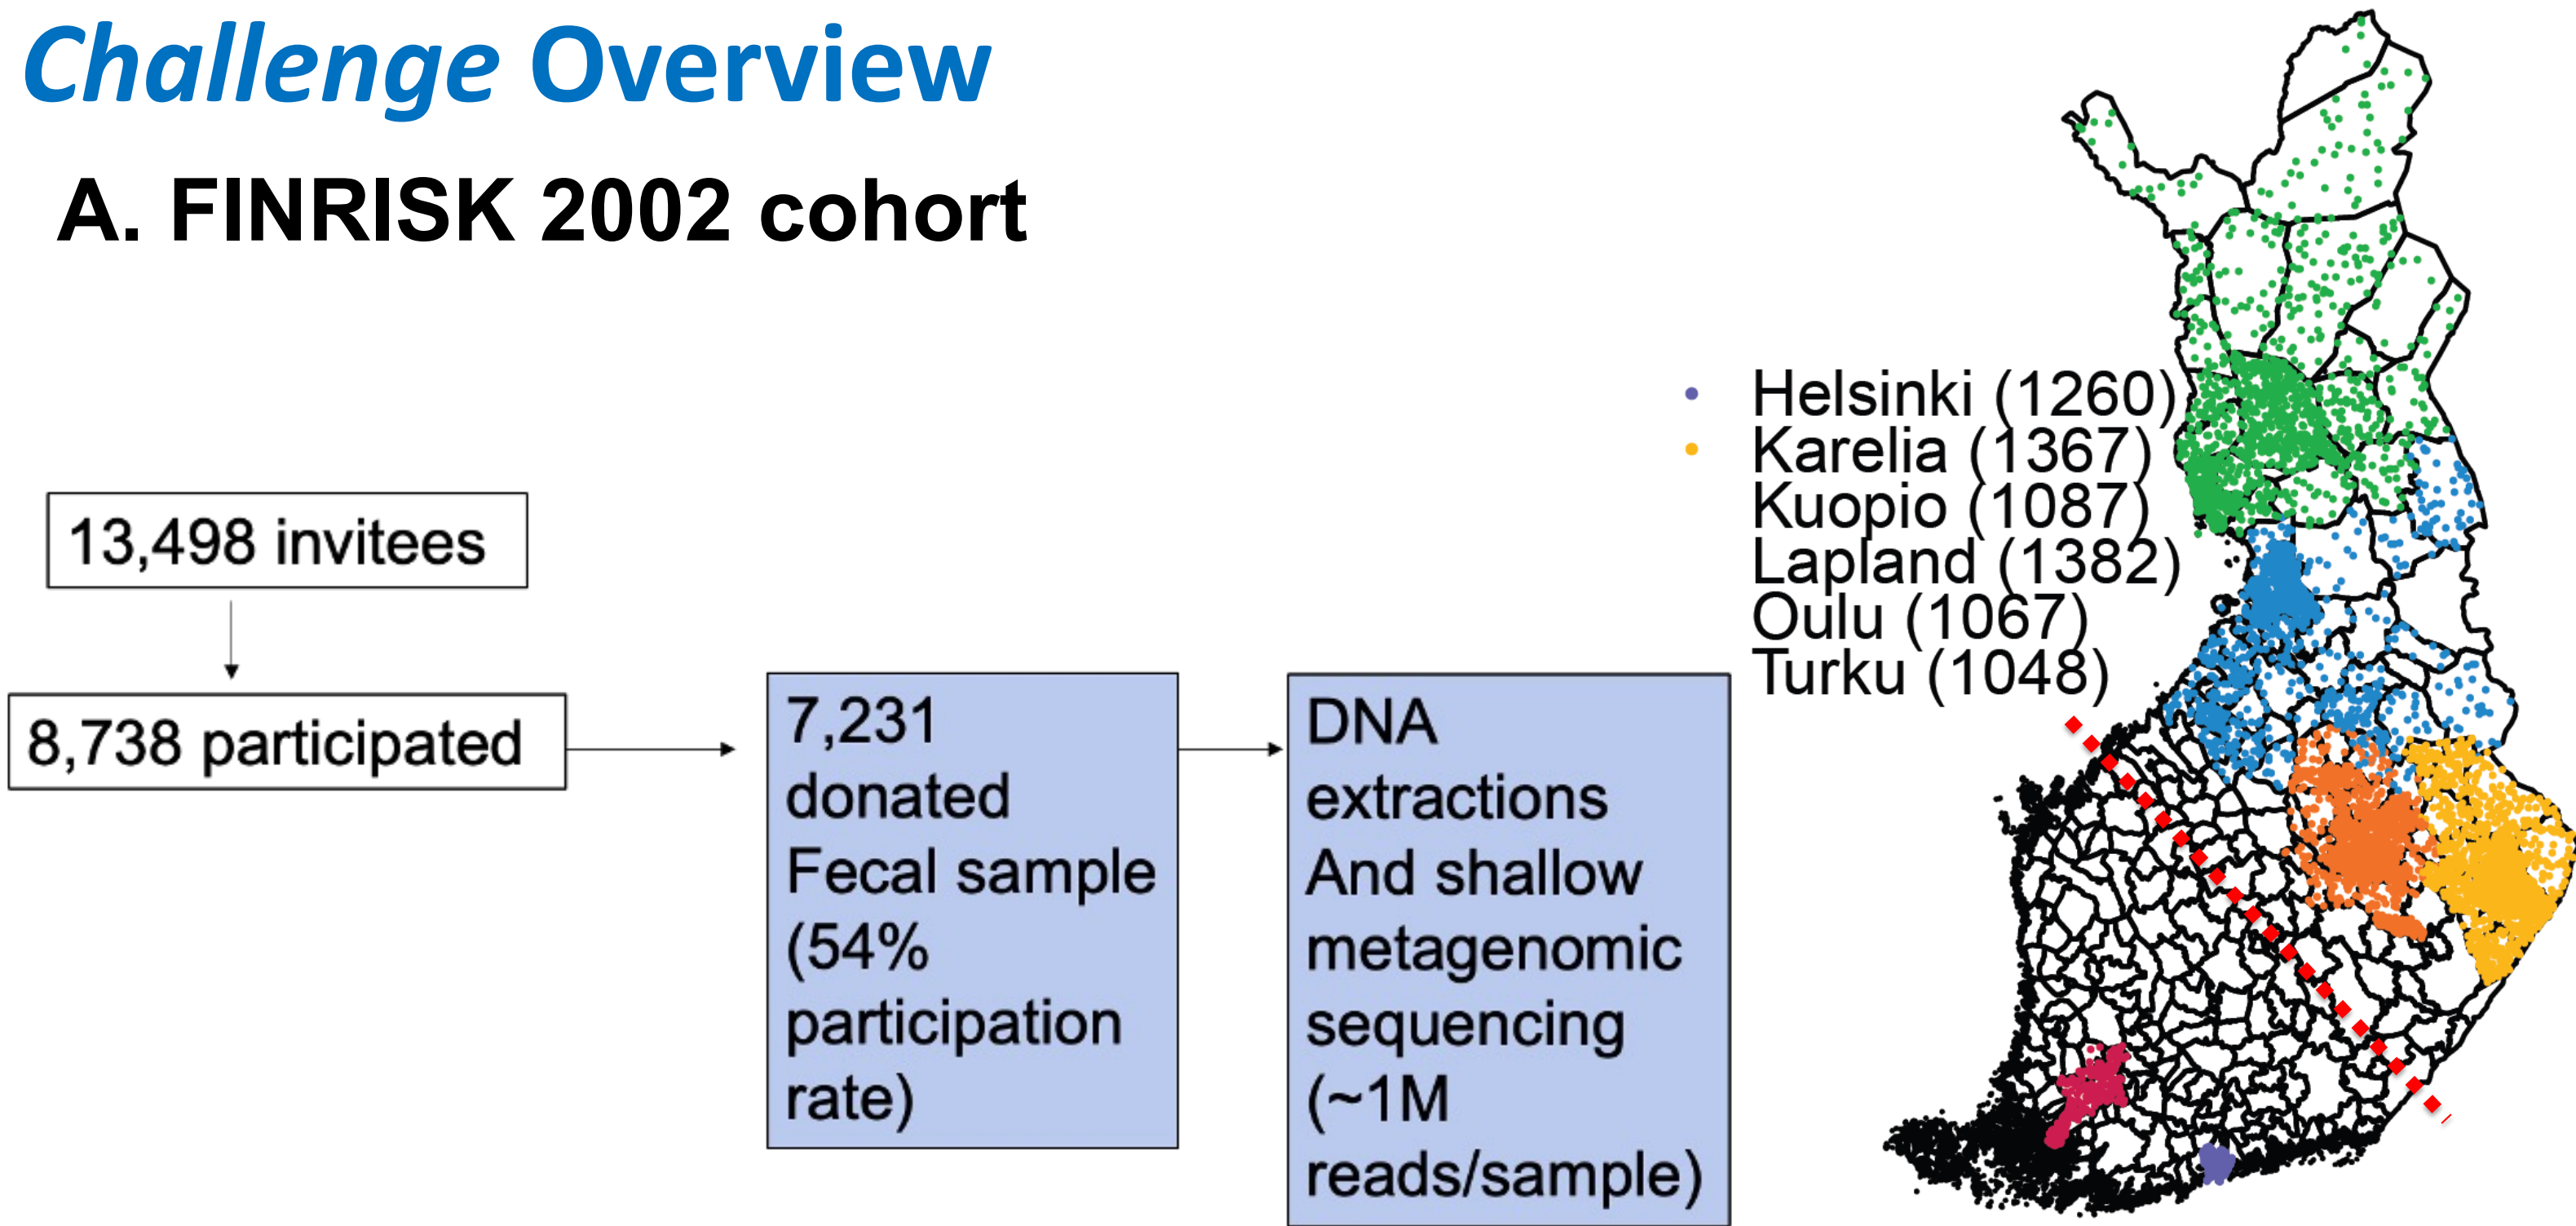 Challenge Overview
A. FINRISK 2002 cohort
13,498 invitees
8,738 participated
7,231
donated
Fecal sample
(54%
participation
rate)
DNA
extractions
And shallow
metagenomic
sequencing
(~1M
reads/sample)
Helsinki (1260)
Karelia (1367)
Kuopio (1087)
Lapland (1382)
Oulu (1067)
Turku (1048)